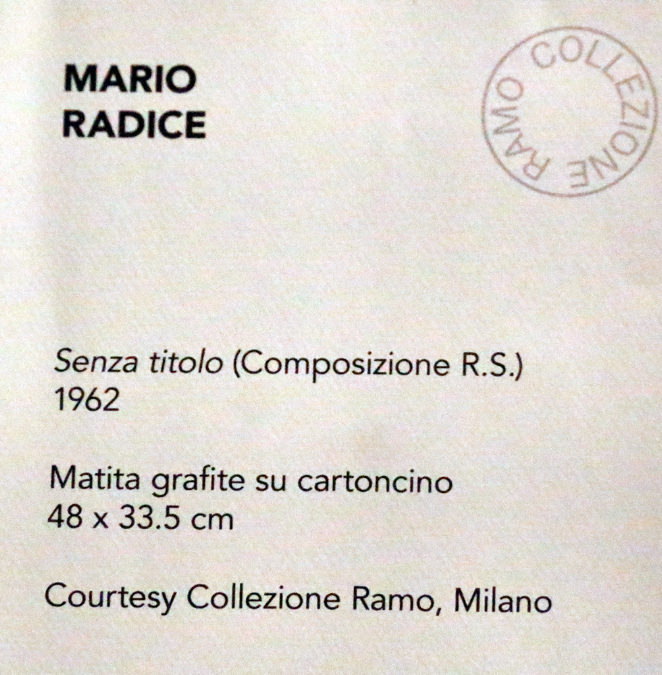 MARIO
RADICE
COLLEZIONE RAMO
Senza titolo (Composizione R.S.)
1962
Matita grafite su cartoncino
48 x 33.5 cm
Courtesy Collezione Ramo, Milano